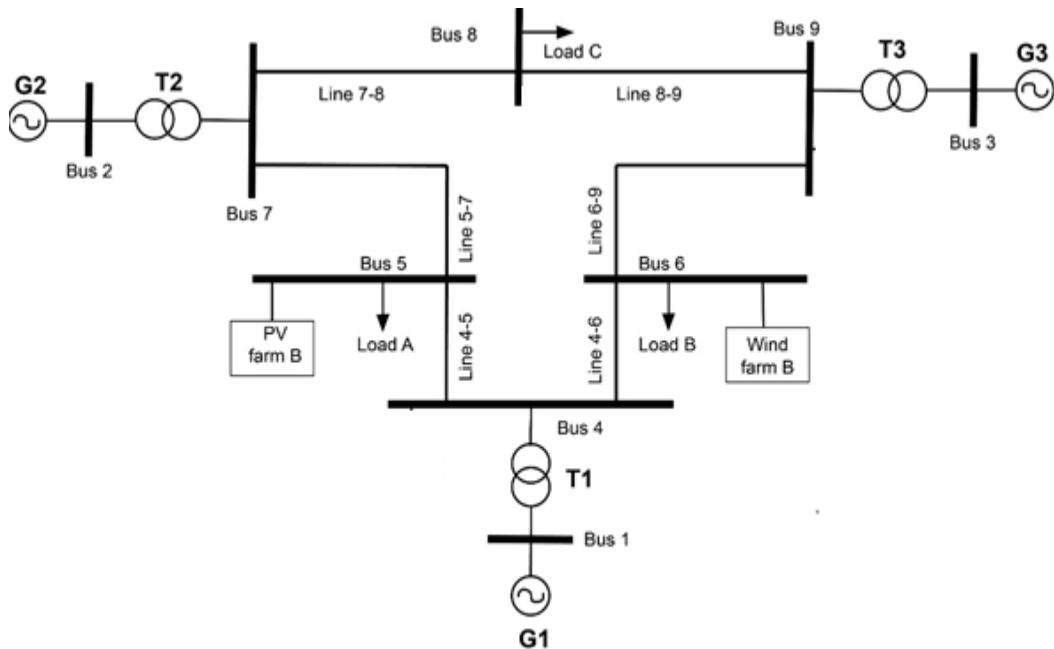 Bus 8
Load C
Bus 9
T3
G3
G2
T2
Line 7-8
Line 8-9
Bus 3
Bus 2
Bus 7
Line 5-7
Line 6-9
Bus 5
Bus 6
PV
farm B
Load A
Line 4-5
Line 4-6
Load B
Wind
farm B
Bus 4
T1
Bus 1
G1